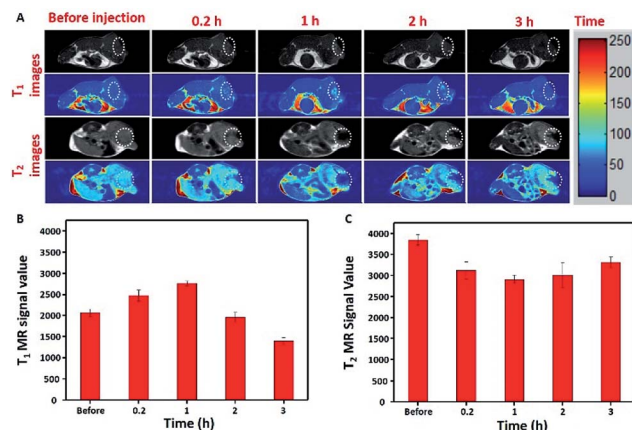 A
Before injection 0.2 h 1 h 2 h 3 h Time
T1 images
T2 images
250
200
150
100
50
0
B
T1 MR signal value
4000
3500
3000
2500
2000
1500
1000
500
0
Before 0.2 1 2 3
Time (h)
C
T2 MR Signal Value
4000
3500
3000
2500
2000
1500
1000
500
0
Before 0.2 1 2 3
Time (h)